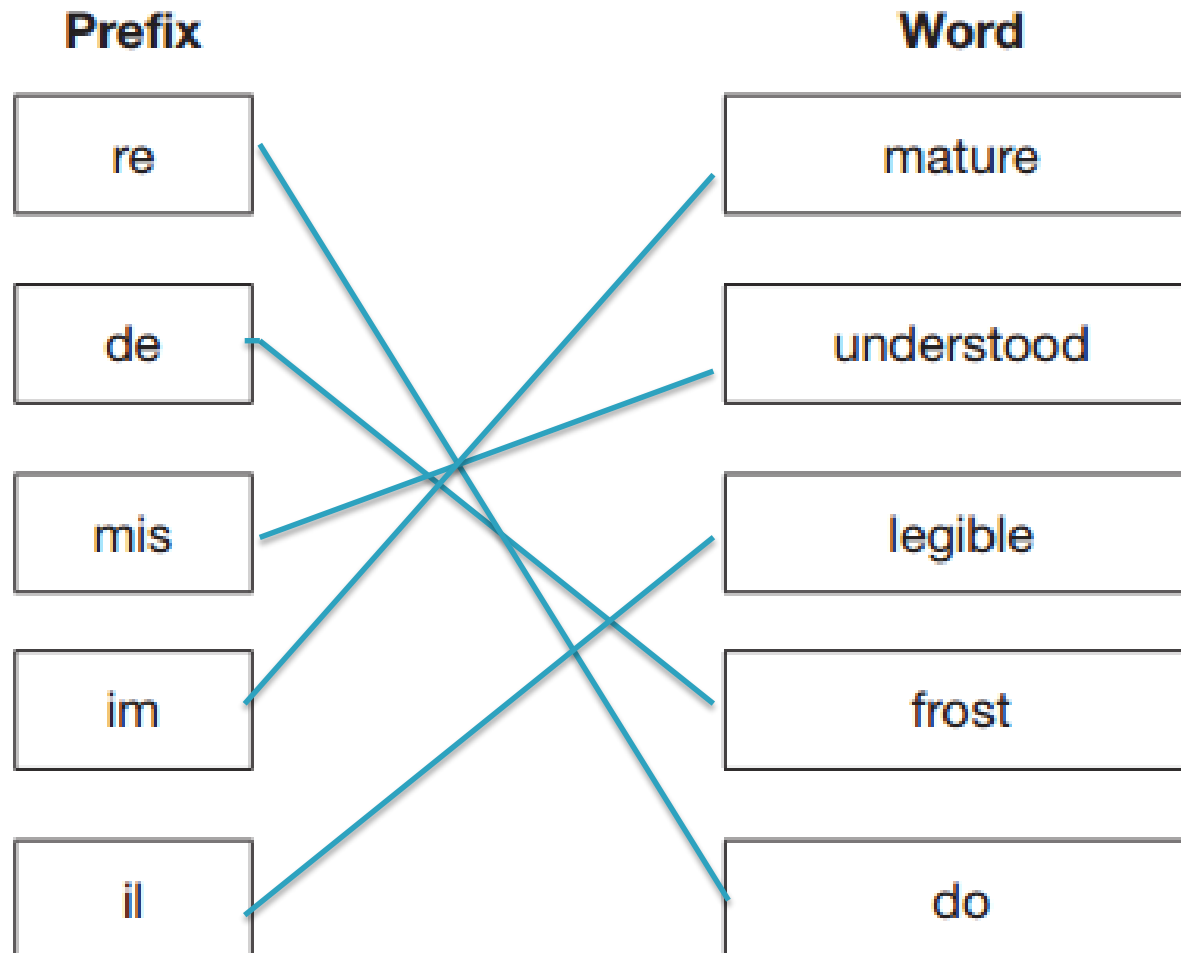 Prefix Word
re mature
de understood
mis legible
im frost
il do